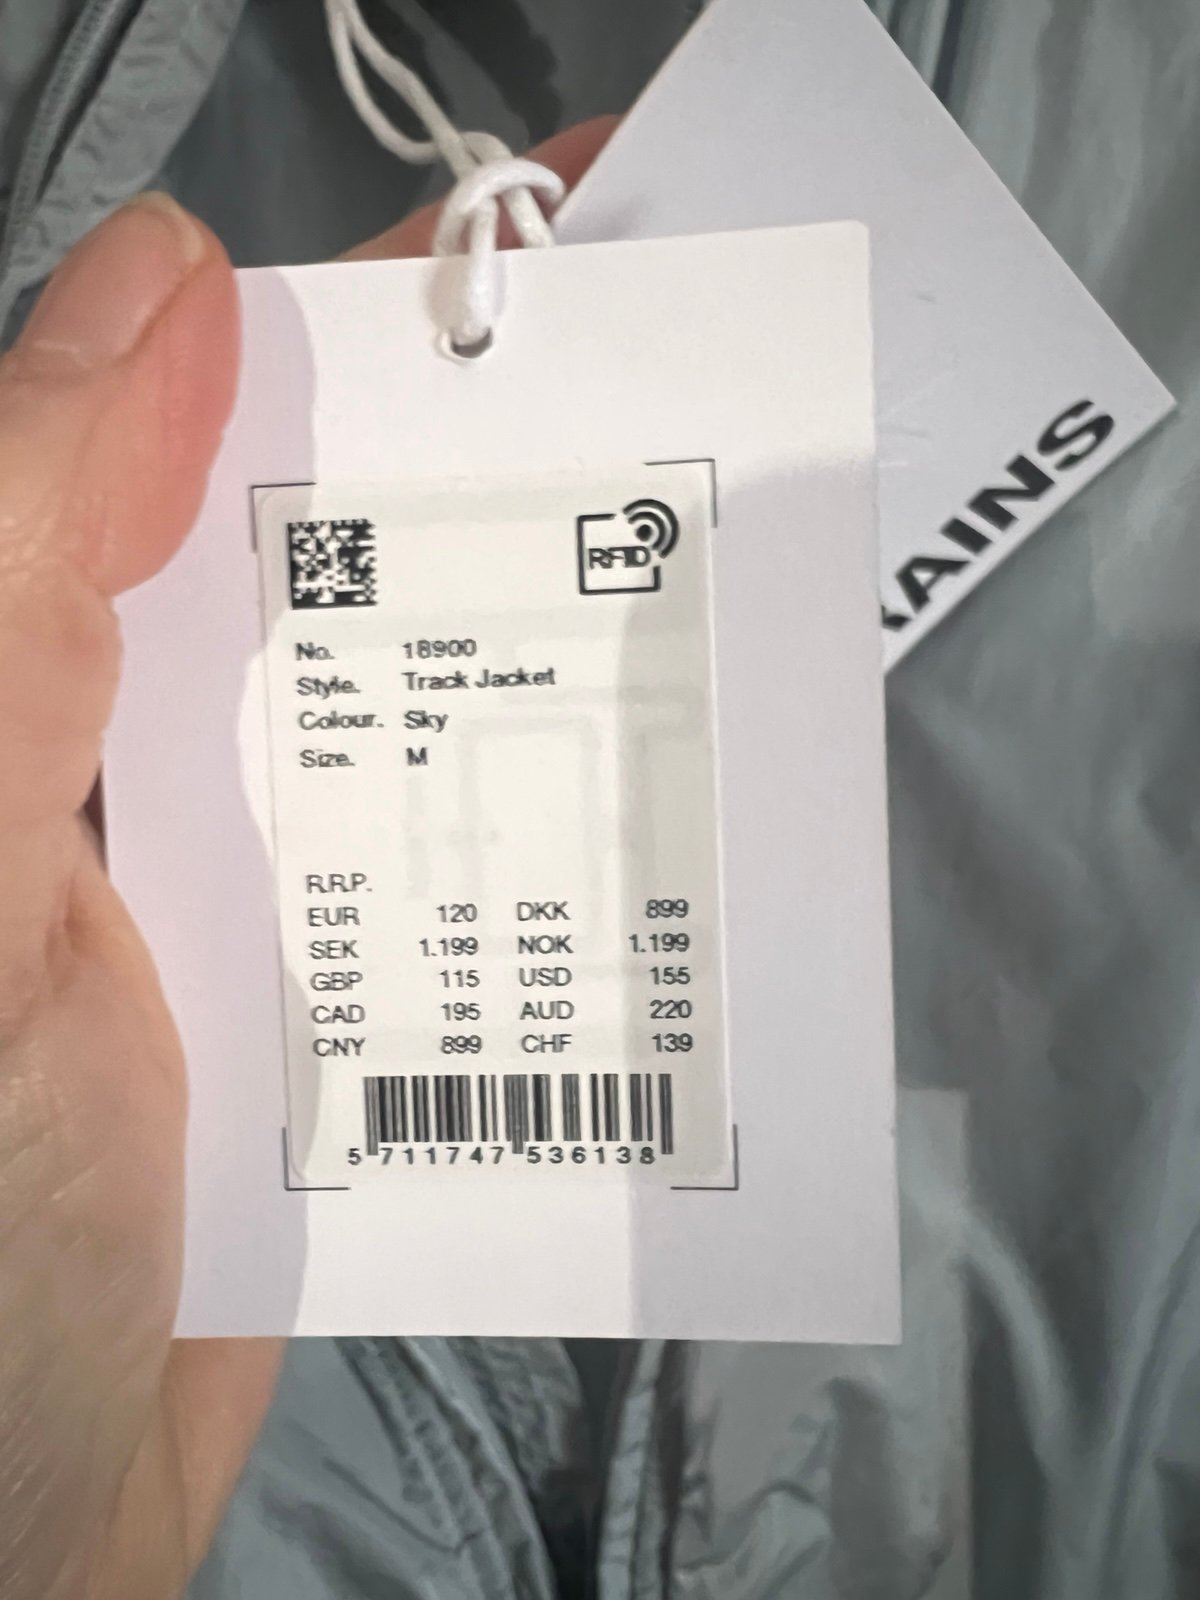 RAINS
RFID
No. 18900
Style. Track Jacket
Colour. Sky
Size. M
R.R.P.
EUR 120 DKK 899
SEK 1.199 NOK 1.199
GBP 115 USD 155
CAD 195 AUD 220
CNY 899 CHF 139
5 711747 536138